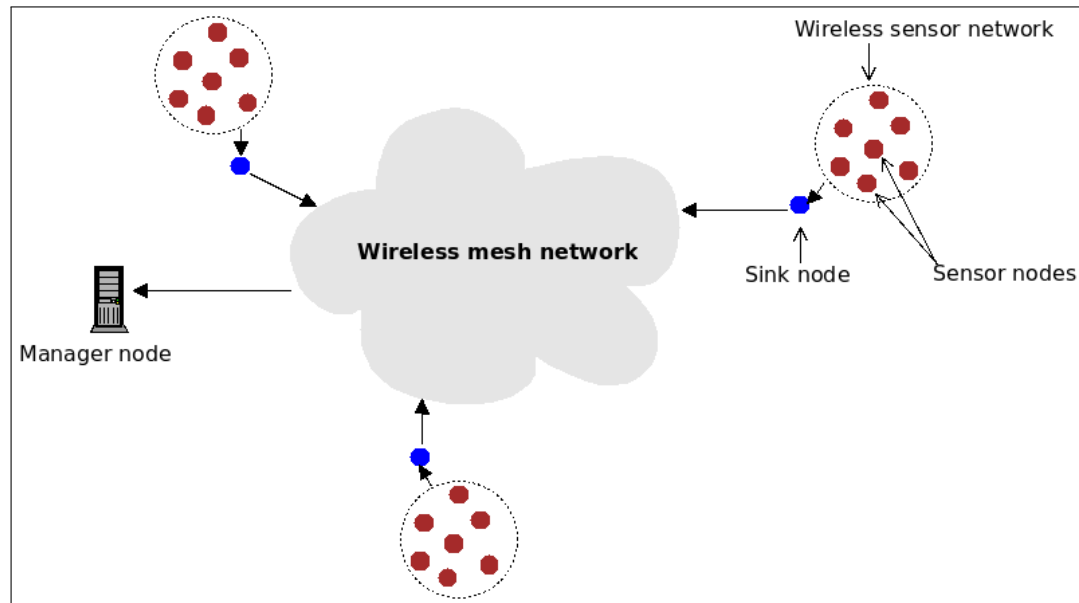 Wireless sensor network
Wireless mesh network
Sink node
Sensor nodes
Manager node